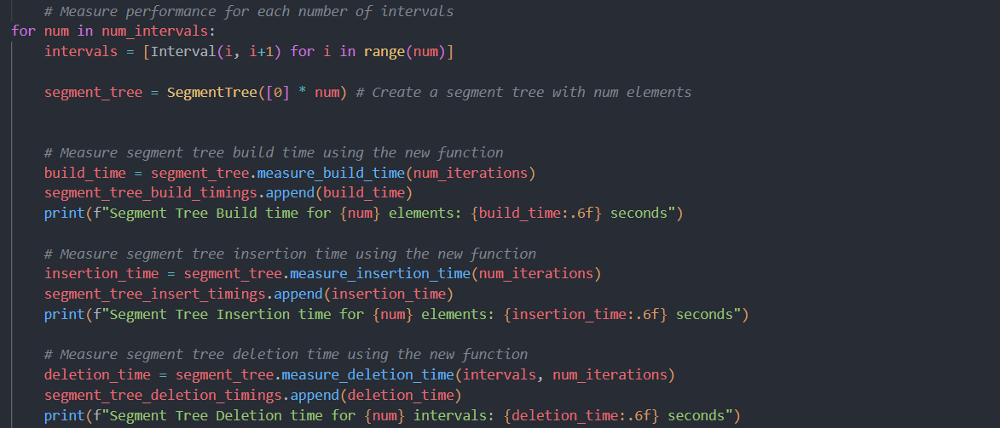 # Measure performance for each number of intervals
for num in num_intervals:
intervals = [Interval(i, i+1) for i in range(num)]
segment_tree = SegmentTree([0] * num) # Create a segment tree with num elements
# Measure segment tree build time using the new function
build_time = segment_tree.measure_build_time(num_iterations)
segment_tree_build_timings.append(build_time)
print(f"Segment Tree Build time for {num} elements: {build_time:.6f} seconds")
# Measure segment tree insertion time using the new function
insertion_time = segment_tree.measure_insertion_time(num_iterations)
segment_tree_insert_timings.append(insertion_time)
print(f"Segment Tree Insertion time for {num} elements: {insertion_time:.6f} seconds")
# Measure segment tree deletion time using the new function
deletion_time = segment_tree.measure_deletion_time(intervals, num_iterations)
segment_tree_deletion_timings.append(deletion_time)
print(f"Segment Tree Deletion time for {num} intervals: {deletion_time:.6f} seconds")